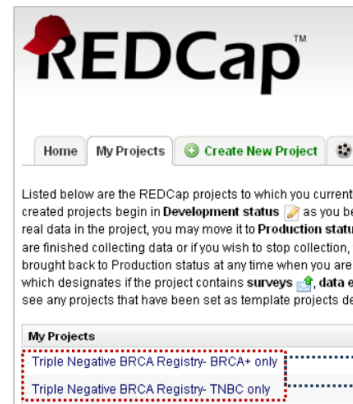 REDCap™
Home My Projects Create New Project
Listed below are the REDCap projects to which you current
created projects begin in Development status as you be
real data in the project, you may move it to Production statu
are finished collecting data or if you wish to stop collection,
brought back to Production status at any time when you are
which designates if the project contains surveys , data e
see any projects that have been set as template projects de
My Projects
Triple Negative BRCA Registry- BRCA+ only
Triple Negative BRCA Registry- TNBC only